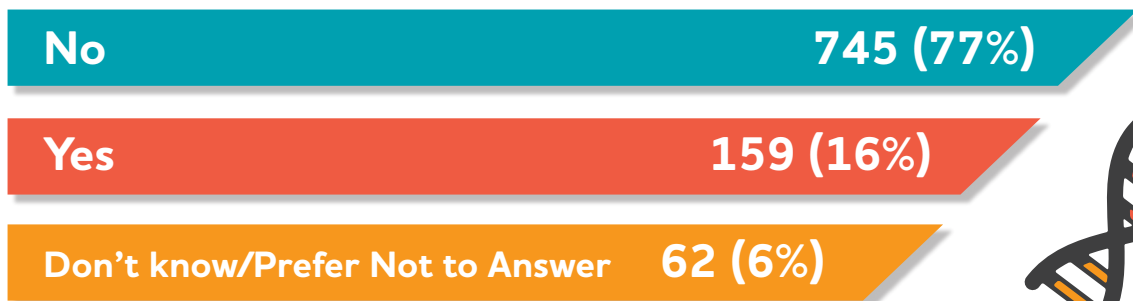 No 745 (77%)
Yes 159 (16%)
Don’t know/Prefer Not to Answer 62 (6%)